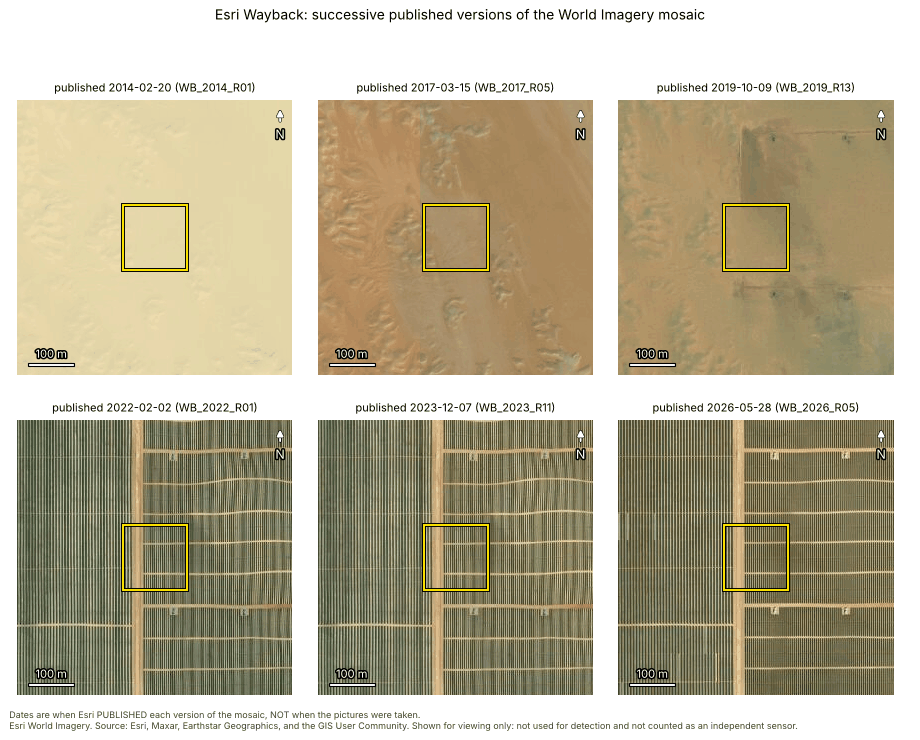 Esri Wayback: successive published versions of the World Imagery mosaic
published 2014-02-20 (WB_2014_R01)
published 2017-03-15 (WB_2017_R05)
published 2019-10-09 (WB_2019_R13)
N
N
N
100 m
100 m
100 m
published 2022-02-02 (WB_2022_R01)
published 2023-12-07 (WB_2023_R11)
published 2026-05-28 (WB_2026_R05)
N
N
N
100 m
100 m
100 m
Dates are when Esri PUBLISHED each version of the mosaic, NOT when the pictures were taken.
Esri World Imagery. Source: Esri, Maxar, Earthstar Geographics, and the GIS User Community. Shown for viewing only: not used for detection and not counted as an independent sensor.